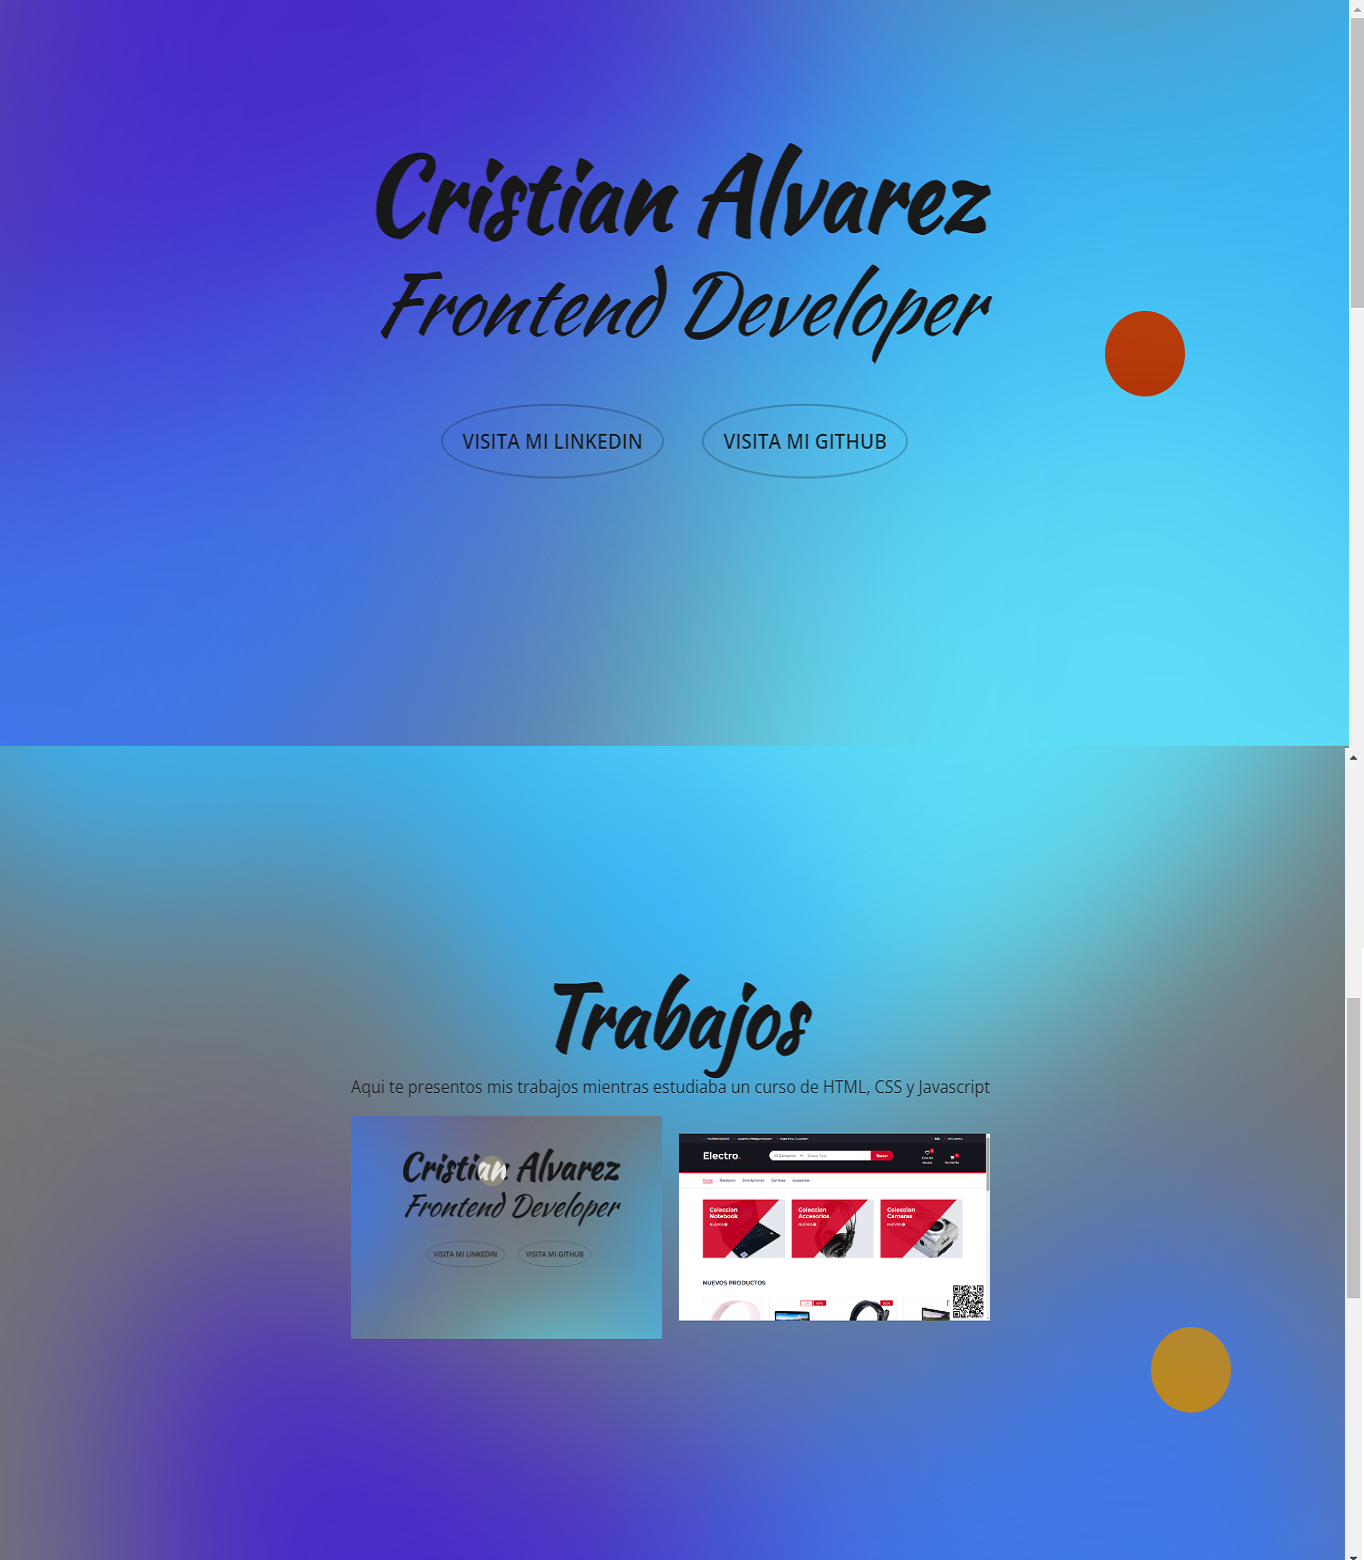 Cristian Alvarez
Frontend Developer
VISITA MI LINKEDIN
VISITA MI GITHUB
Trabajos
Aqui te presentos mis trabajos mientras estudiaba un curso de HTML, CSS y Javascript
Cristian Alvarez
Frontend Developer
VISITA MI LINKEDIN
VISITA MI GITHUB
Electro.
Buscar
Coleccion
Notebook
Coleccion
Accesorios
Coleccion
Camaras
NUEVOS PRODUCTOS